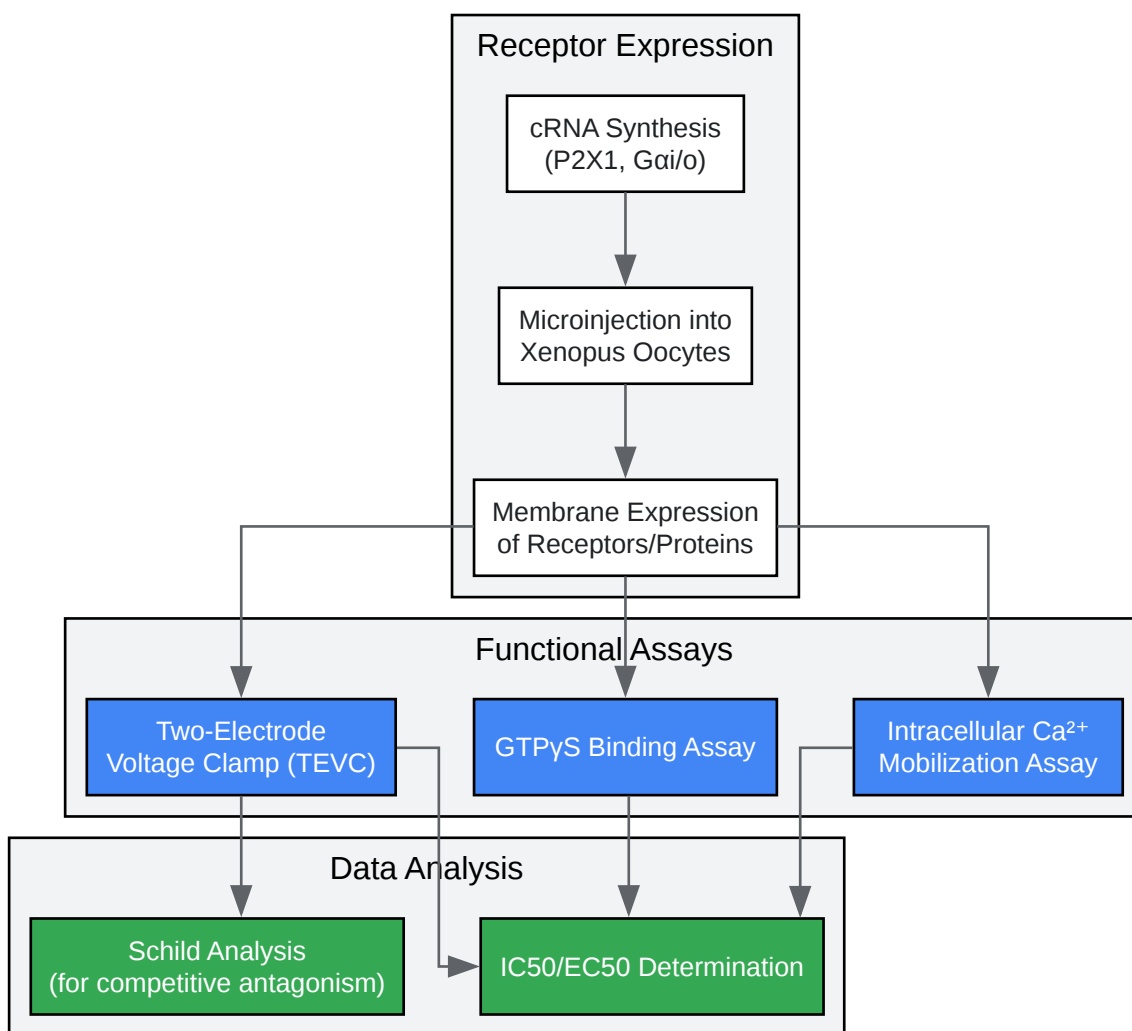 Receptor Expression
cRNA Synthesis
(P2X1, Gαi/o)
Microinjection into
Xenopus Oocytes
Membrane Expression
of Receptors/Proteins
Functional Assays
Two-Electrode
Voltage Clamp (TEVC)
GTPγS Binding Assay
Intracellular Ca²⁺
Mobilization Assay
Data Analysis
Schild Analysis
(for competitive antagonism)
IC50/EC50 Determination